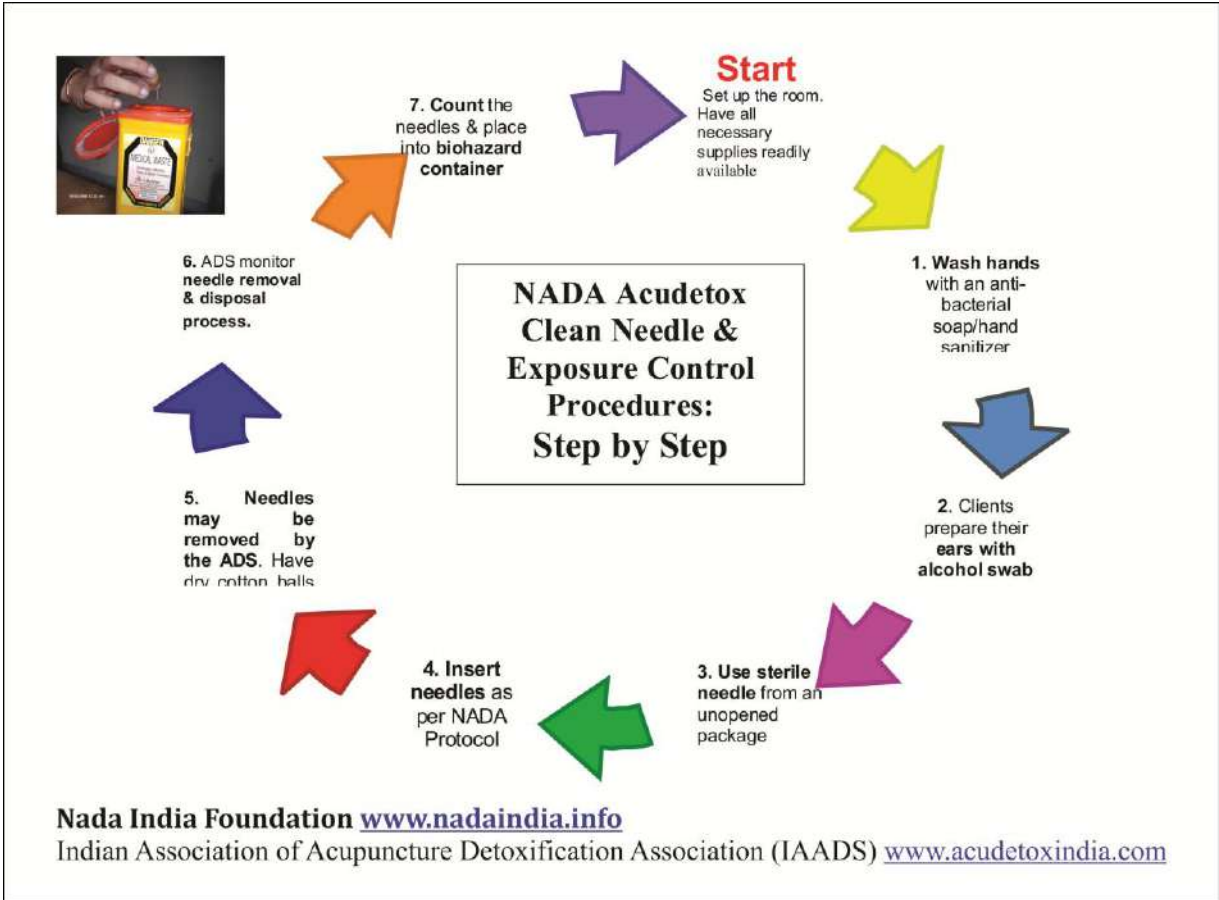 Start
Set up the room.
Have all
necessary
supplies readily
available
1. Wash hands
with an anti-
bacterial
soap/hand
sanitizer
2. Clients
prepare their
ears with
alcohol swab
3. Use sterile
needle from an
unopened
package
4. Insert
needles as
per NADA
Protocol
5. Needles
may be
removed by
the ADS. Have
dry cotton balls
6. ADS monitor
needle removal
& disposal
process.
7. Count the
needles & place
into biohazard
container
MEDICAL WASTE
NADA Acudetox
Clean Needle &
Exposure Control
Procedures:
Step by Step
Nada India Foundation www.nadaindia.info
Indian Association of Acupuncture Detoxification Association (IAADS) www.acudetoxindia.com